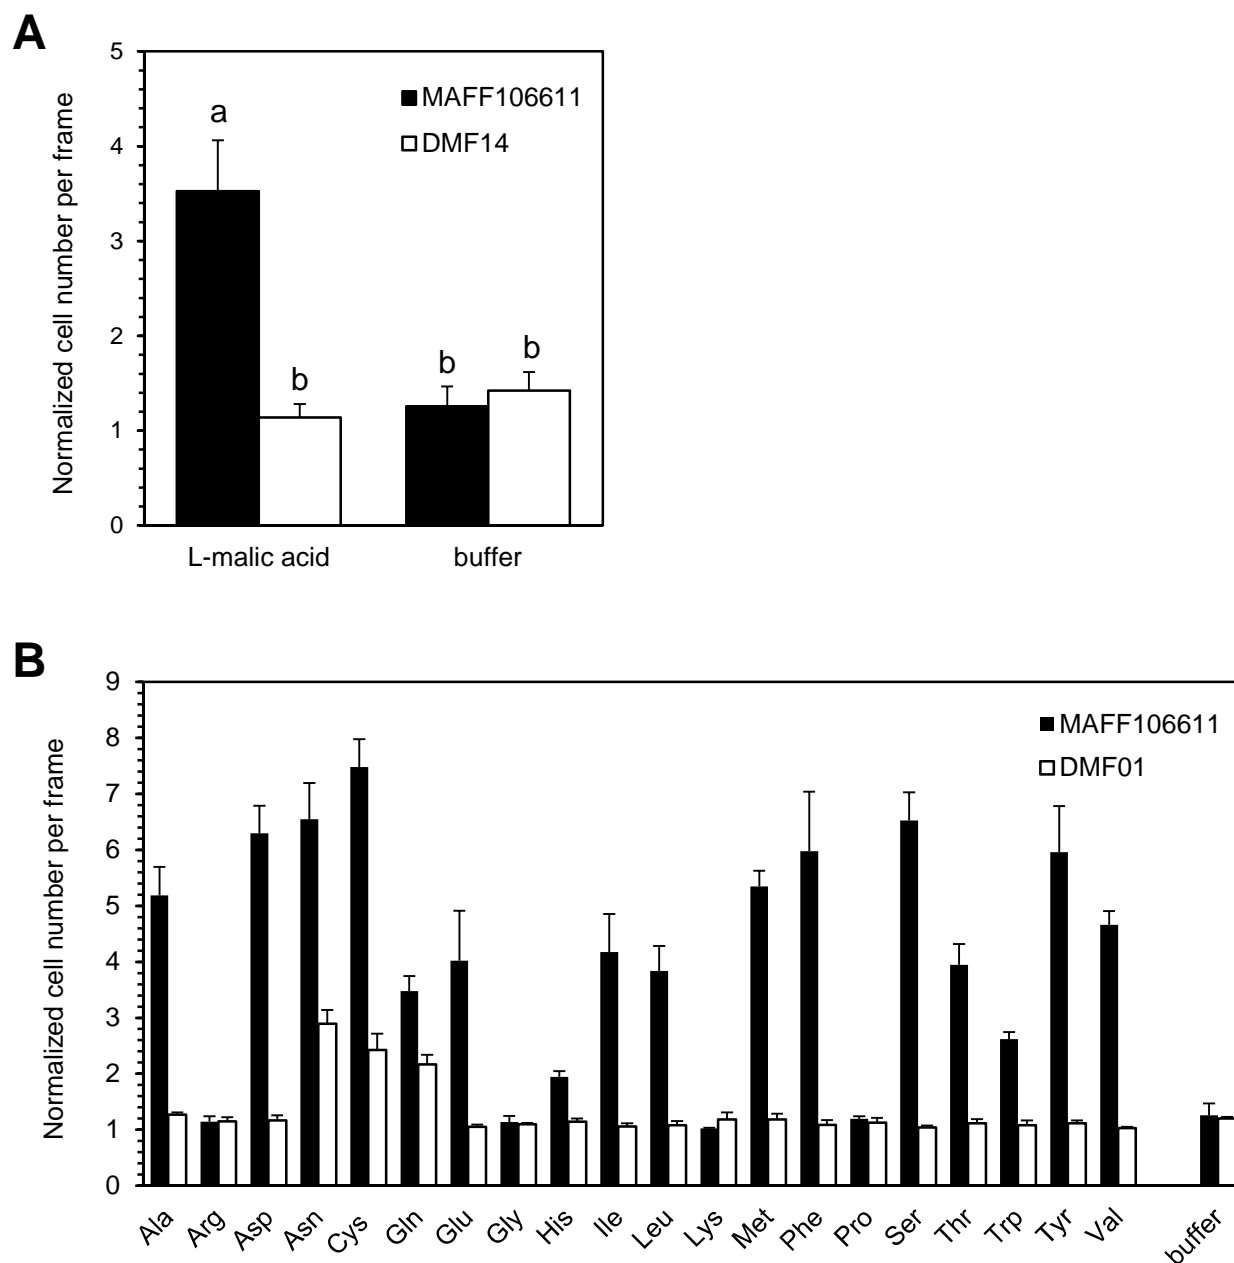 A
Normalized cell number per frame
5
4
3
2
1
0
MAFF106611
DMF14
a
b
b
b
L-malic acid
buffer
B
Normalized cell number per frame
9
8
7
6
5
4
3
2
1
0
MAFF106611
DMF01
Ala
Arg
Asp
Asn
Cys
Gln
Glu
Gly
His
Ile
Leu
Lys
Met
Phe
Pro
Ser
Thr
Trp
Tyr
Val
buffer